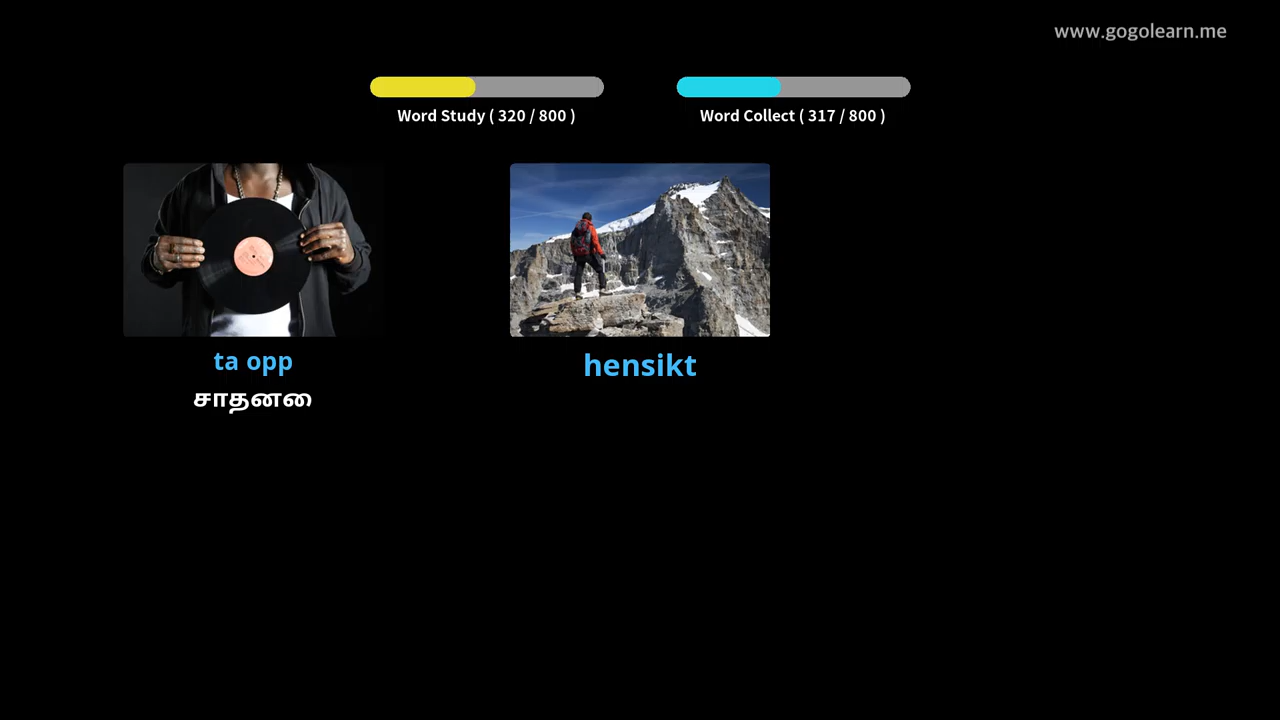 www.gogolearn.me
Word Study ( 320 / 800 )
Word Collect ( 317 / 800 )
ta opp
சாதனை
hensikt